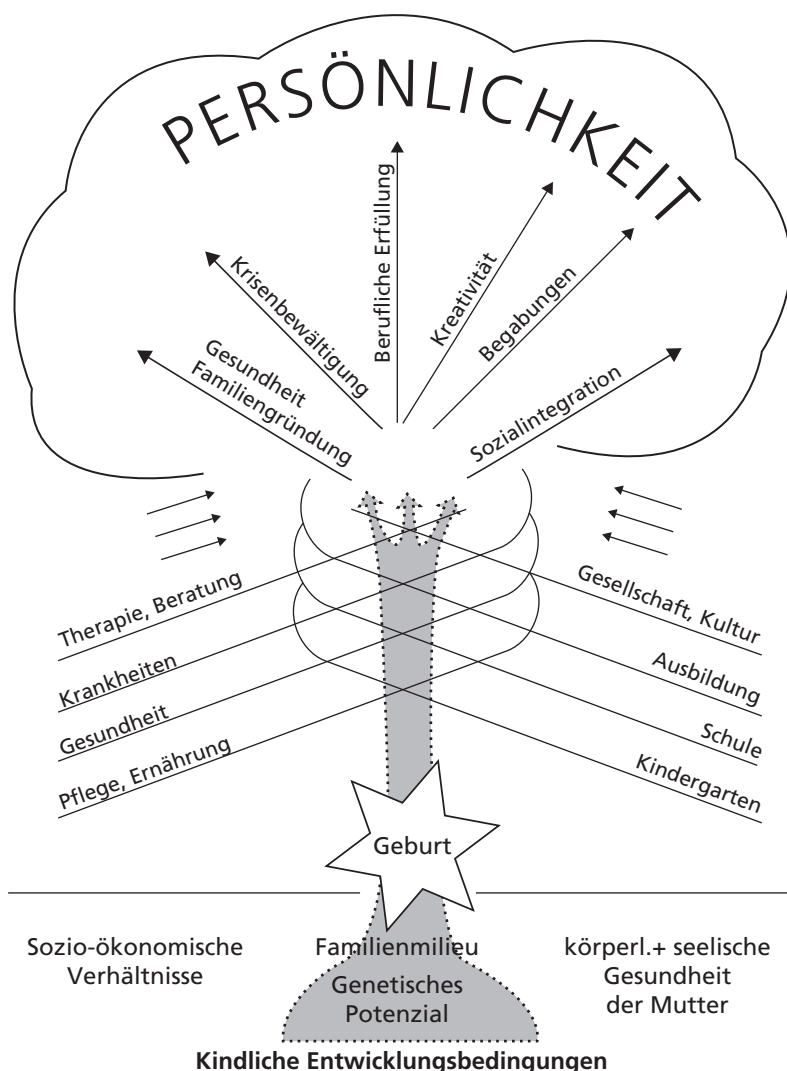 PERSÖNLICHKEIT
Gesundheit
Familiengründung
Krisenbewältigung
Berufliche Erfüllung
Kreativität
Begabungen
Sozialintegration
Therapie, Beratung
Krankheiten
Gesundheit
Pflege, Ernährung
Gesellschaft, Kultur
Ausbildung
Schule
Kindergarten
Geburt
Sozio-ökonomische
Verhältnisse
Familienmilieu
Genetisches
Potenzial
körperl.+ seelische
Gesundheit
der Mutter
Kindliche Entwicklungsbedingungen